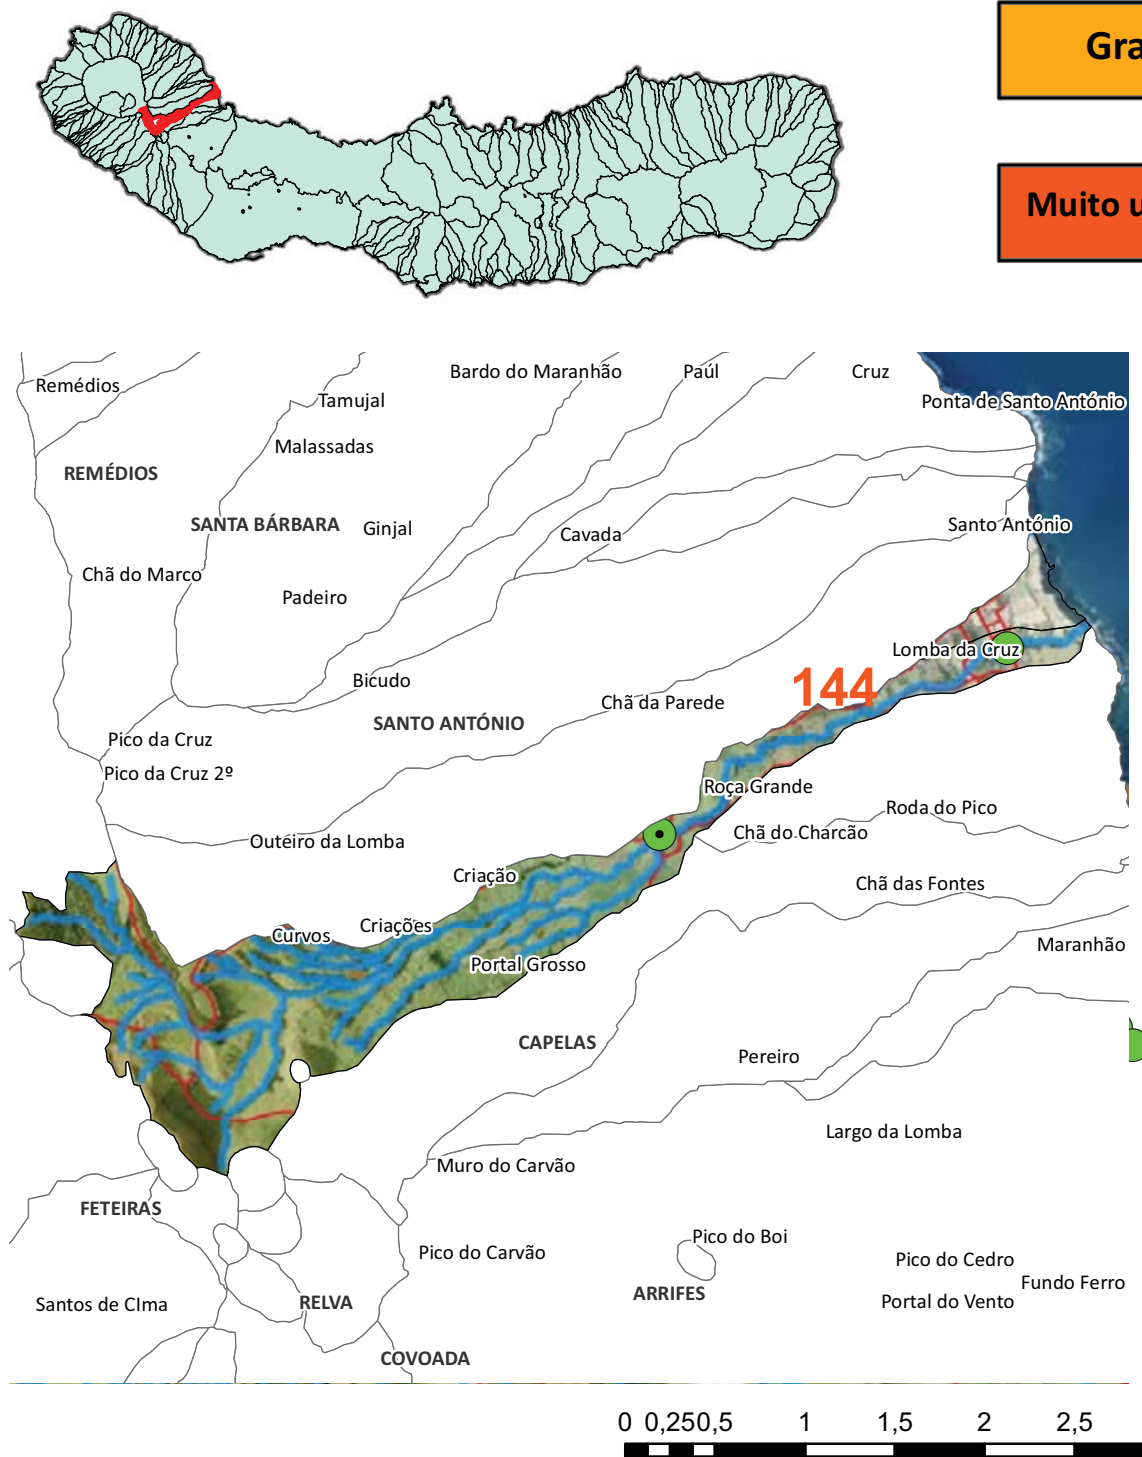 Gra
Muito u
Remédios
Bardo do Maranhão
Paúl
Cruz
Tamujal
Ponta de Santo António
Malassadas
REMÉDIOS
SANTA BÁRBARA
Ginjal
Cavada
Santo António
Chã do Marco
Padeiro
Lomba da Cruz
Bicudo
144
Chã da Parede
SANTO ANTÓNIO
Pico da Cruz
Pico da Cruz 2º
Roça Grande
Roda do Pico
Chã do Charcão
Outeiro da Lomba
Criação
Chã das Fontes
Criações
Curvos
Maranhão
Portal Grosso
CAPELAS
Pereiro
Largo da Lomba
Muro do Carvão
FETEIRAS
Pico do Boi
Pico do Carvão
Pico do Cedro
Fundo Ferro
ARRIFES
Santos de CIma
RELVA
Portal do Vento
COVOADA
0 0,250,5 1 1,5 2 2,5